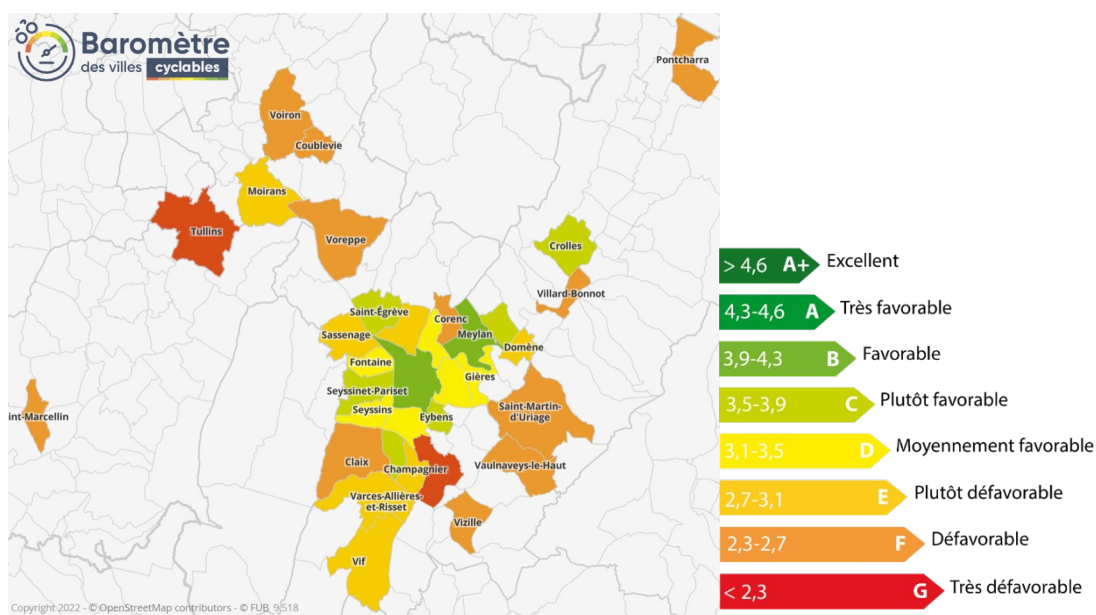 Baromètre
des villes cyclables
Pontcharra
Voiron
Coublevie
Moirans
Tullins
Voreppe
Crolles
Villard-Bonnot
Saint-Égrève
Corenc
Sassenage
Meylan
Domène
Fontaine
Gières
Seyssinet-Pariset
Seyssins
Eybens
Saint-Martin-
d'Uriage
int-Marcellin
Claix
Champagnier
Vaulnaveys-le-Haut
Varces-Allières-
et-Risset
Vizille
Vif
Copyright 2022 - © OpenStreetMap contributors - © FUB 9,518
> 4,6 A+ Excellent
4,3-4,6 A Très favorable
3,9-4,3 B Favorable
3,5-3,9 C Plutôt favorable
3,1-3,5 D Moyennement favorable
2,7-3,1 E Plutôt défavorable
2,3-2,7 F Défavorable
< 2,3 G Très défavorable